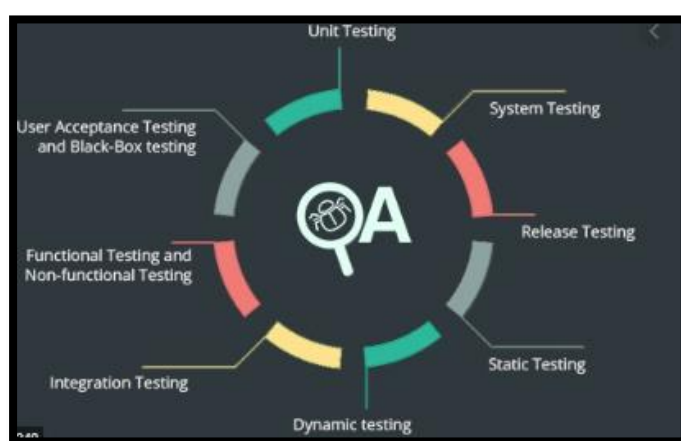 Unit Testing
System Testing
User Acceptance Testing
and Black-Box testing
QA
Release Testing
Functional Testing and
Non-functional Testing
Static Testing
Integration Testing
Dynamic testing